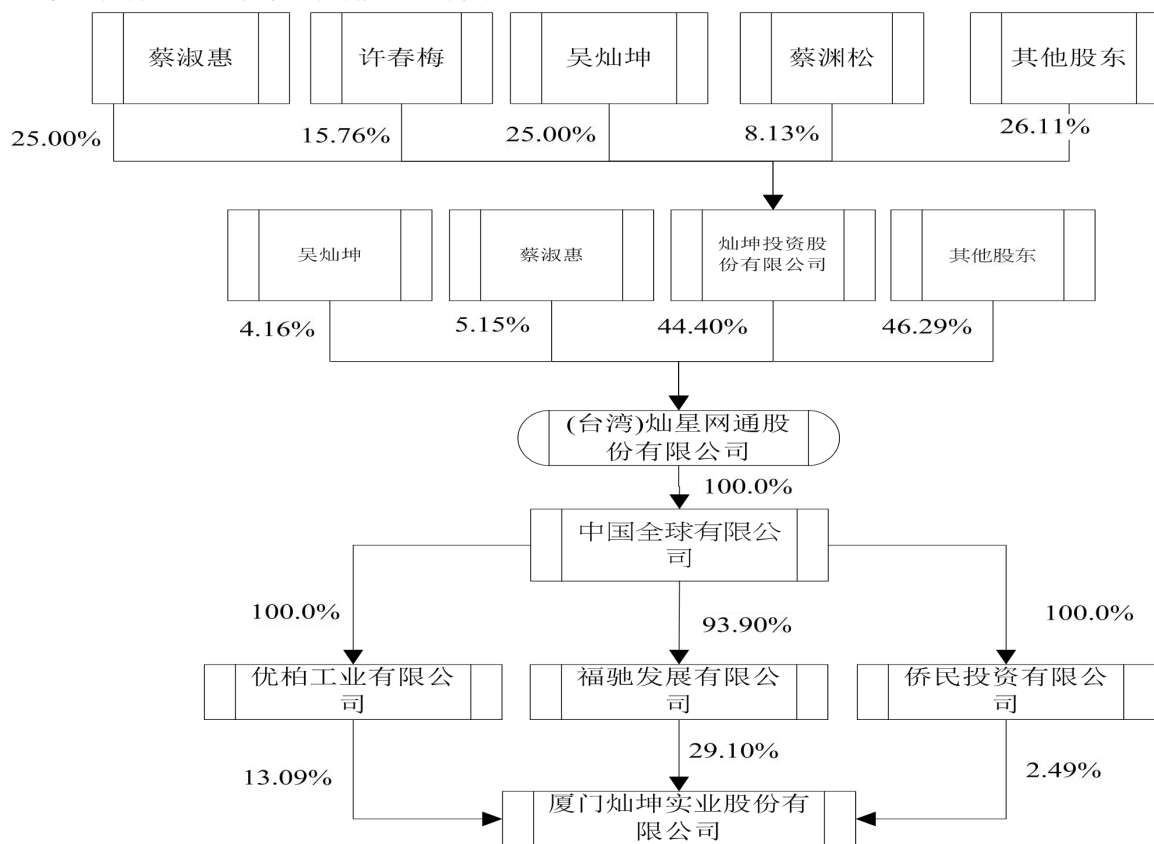 蔡淑惠
许春梅
吴灿坤
蔡渊松
其他股东
25.00%
15.76%
25.00%
8.13%
26.11%
吴灿坤
蔡淑惠
灿坤投资股
份有限公司
其他股东
4.16%
5.15%
44.40%
46.29%
(台湾)灿星网通股
份有限公司
100.0%
中国全球有限公
司
100.0%
93.90%
100.0%
优柏工业有限公
司
福驰发展有限公
司
侨民投资有限公
司
13.09%
29.10%
2.49%
厦门灿坤实业股份有
限公司